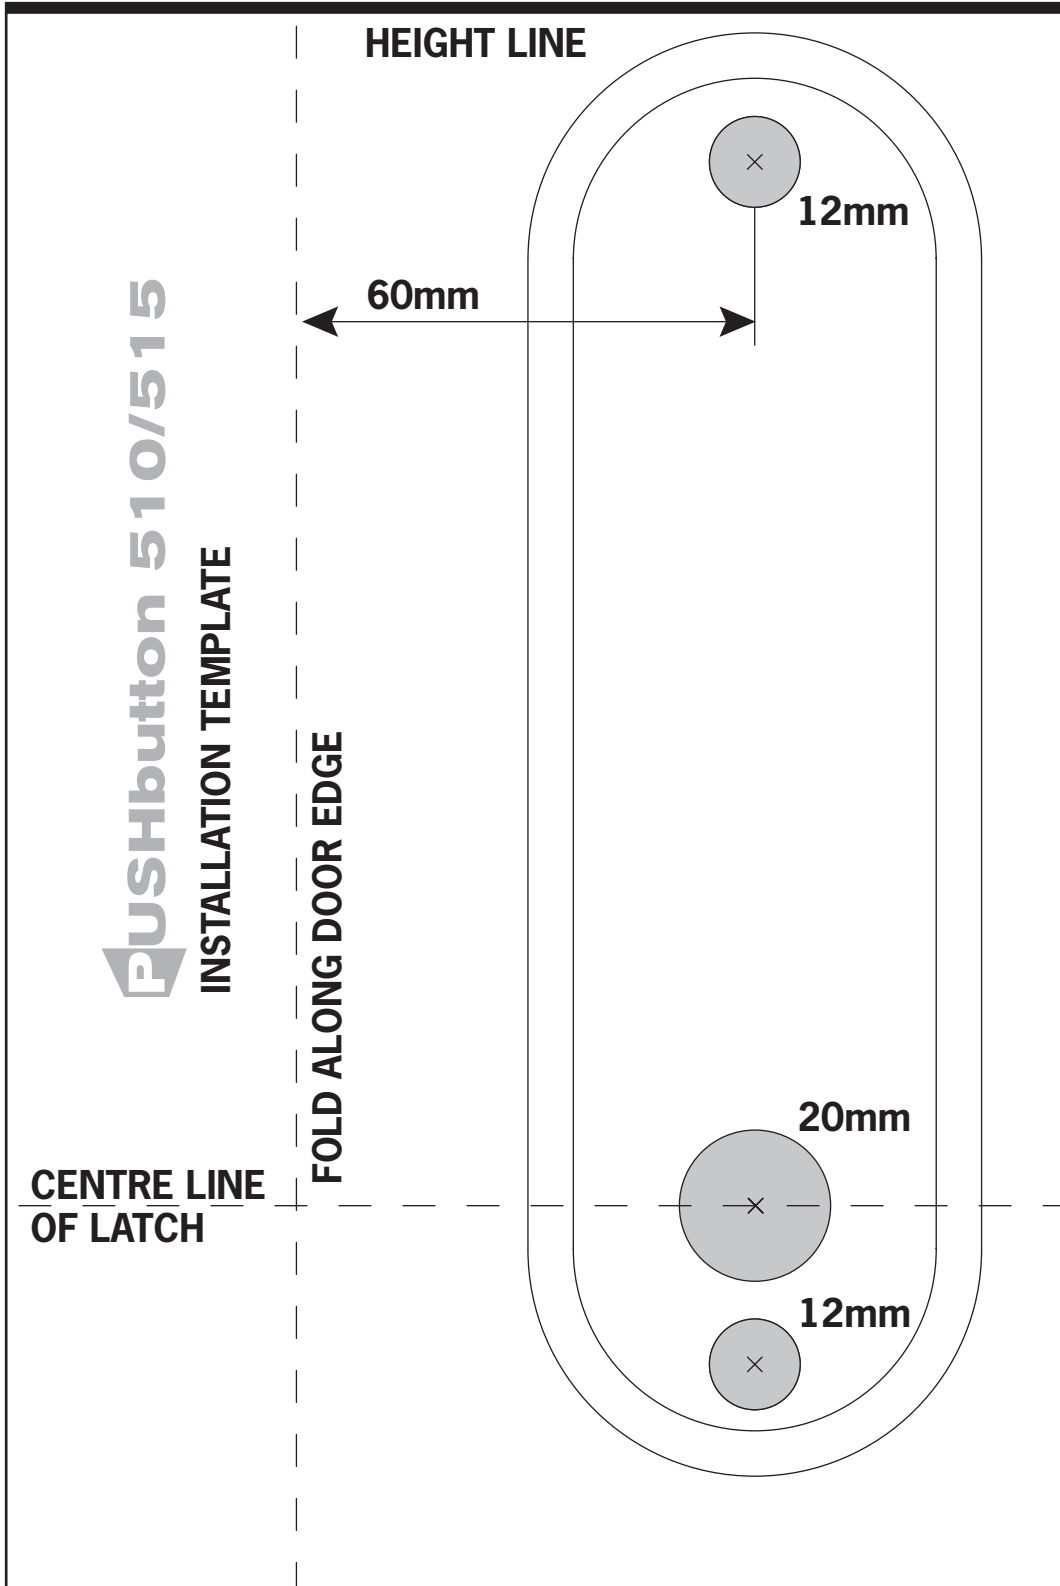 HEIGHT LINE
12mm
60mm
PUSHbutton 510/515
INSTALLATION TEMPLATE
FOLD ALONG DOOR EDGE
20mm
CENTRE LINE
OF LATCH
12mm